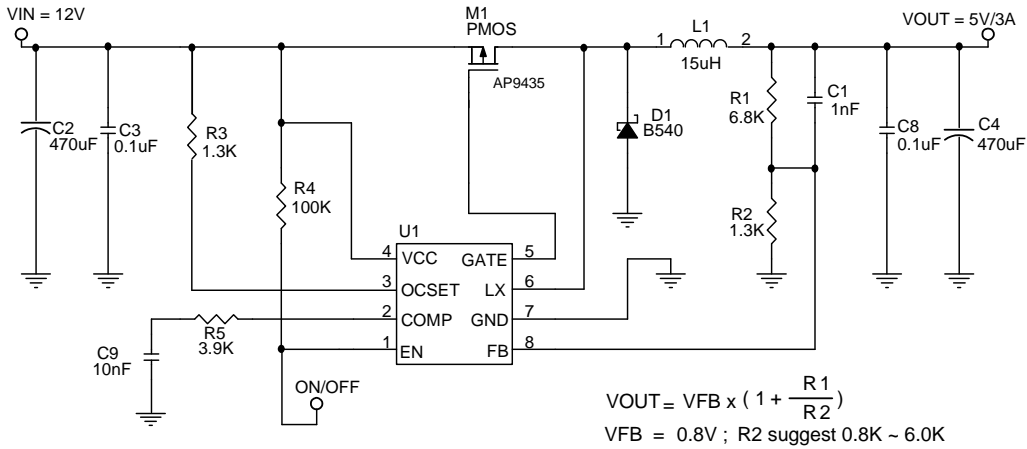 VIN = 12V
M1
PMOS
AP9435
VOUT = 5V/3A
L1
1
2
15uH
C2
470uF
C3
0.1uF
R3
1.3K
R4
100K
D1
B540
R1
6.8K
C1
1nF
R2
1.3K
C8
0.1uF
C4
470uF
U1
4
VCC
GATE
5
3
OCSET
LX
6
2
COMP
GND
7
1
EN
FB
8
R5
3.9K
C9
10nF
ON/OFF
VOUT = VFB x ( 1 + R1 / R2 )
VFB = 0.8V ; R2 suggest 0.8K ~ 6.0K